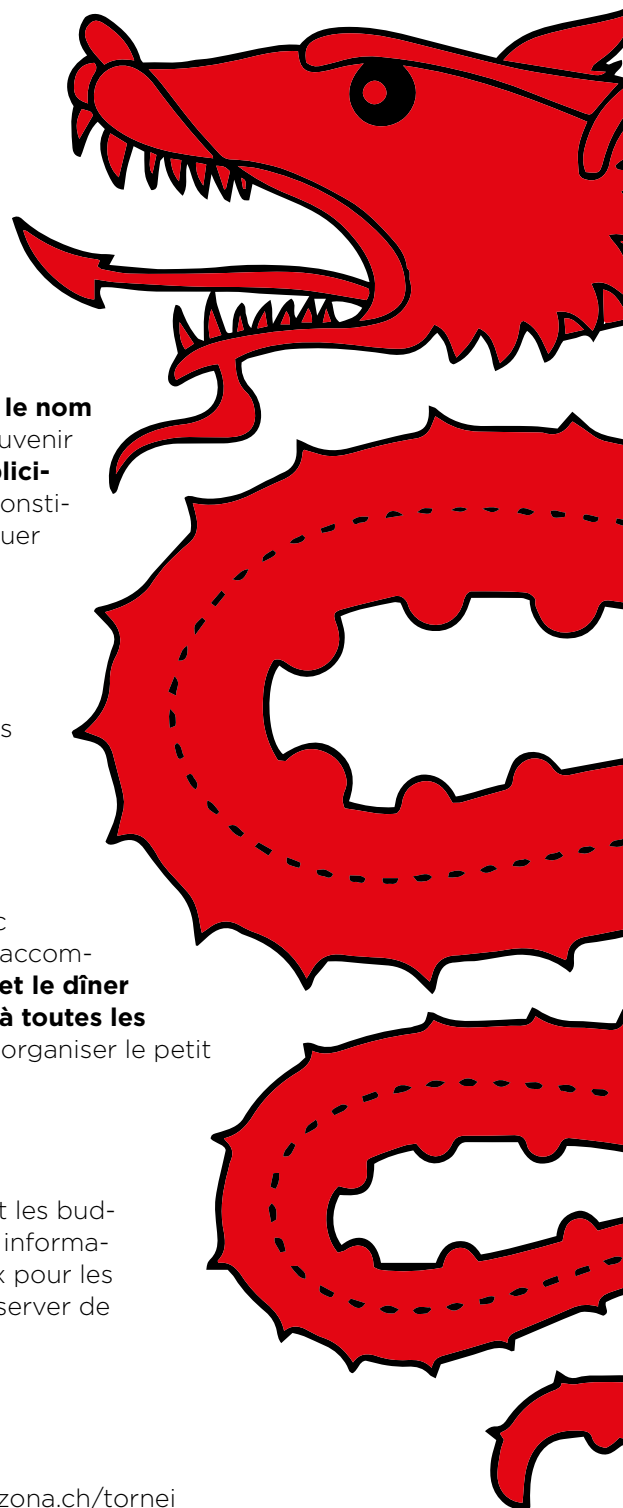 le nom
uvenir
olici-
onsti-
uer
s
c
accom-
et le dîner
à toutes les
organiser le petit
t les bud-
informa-
x pour les
server de
zona.ch/tornei